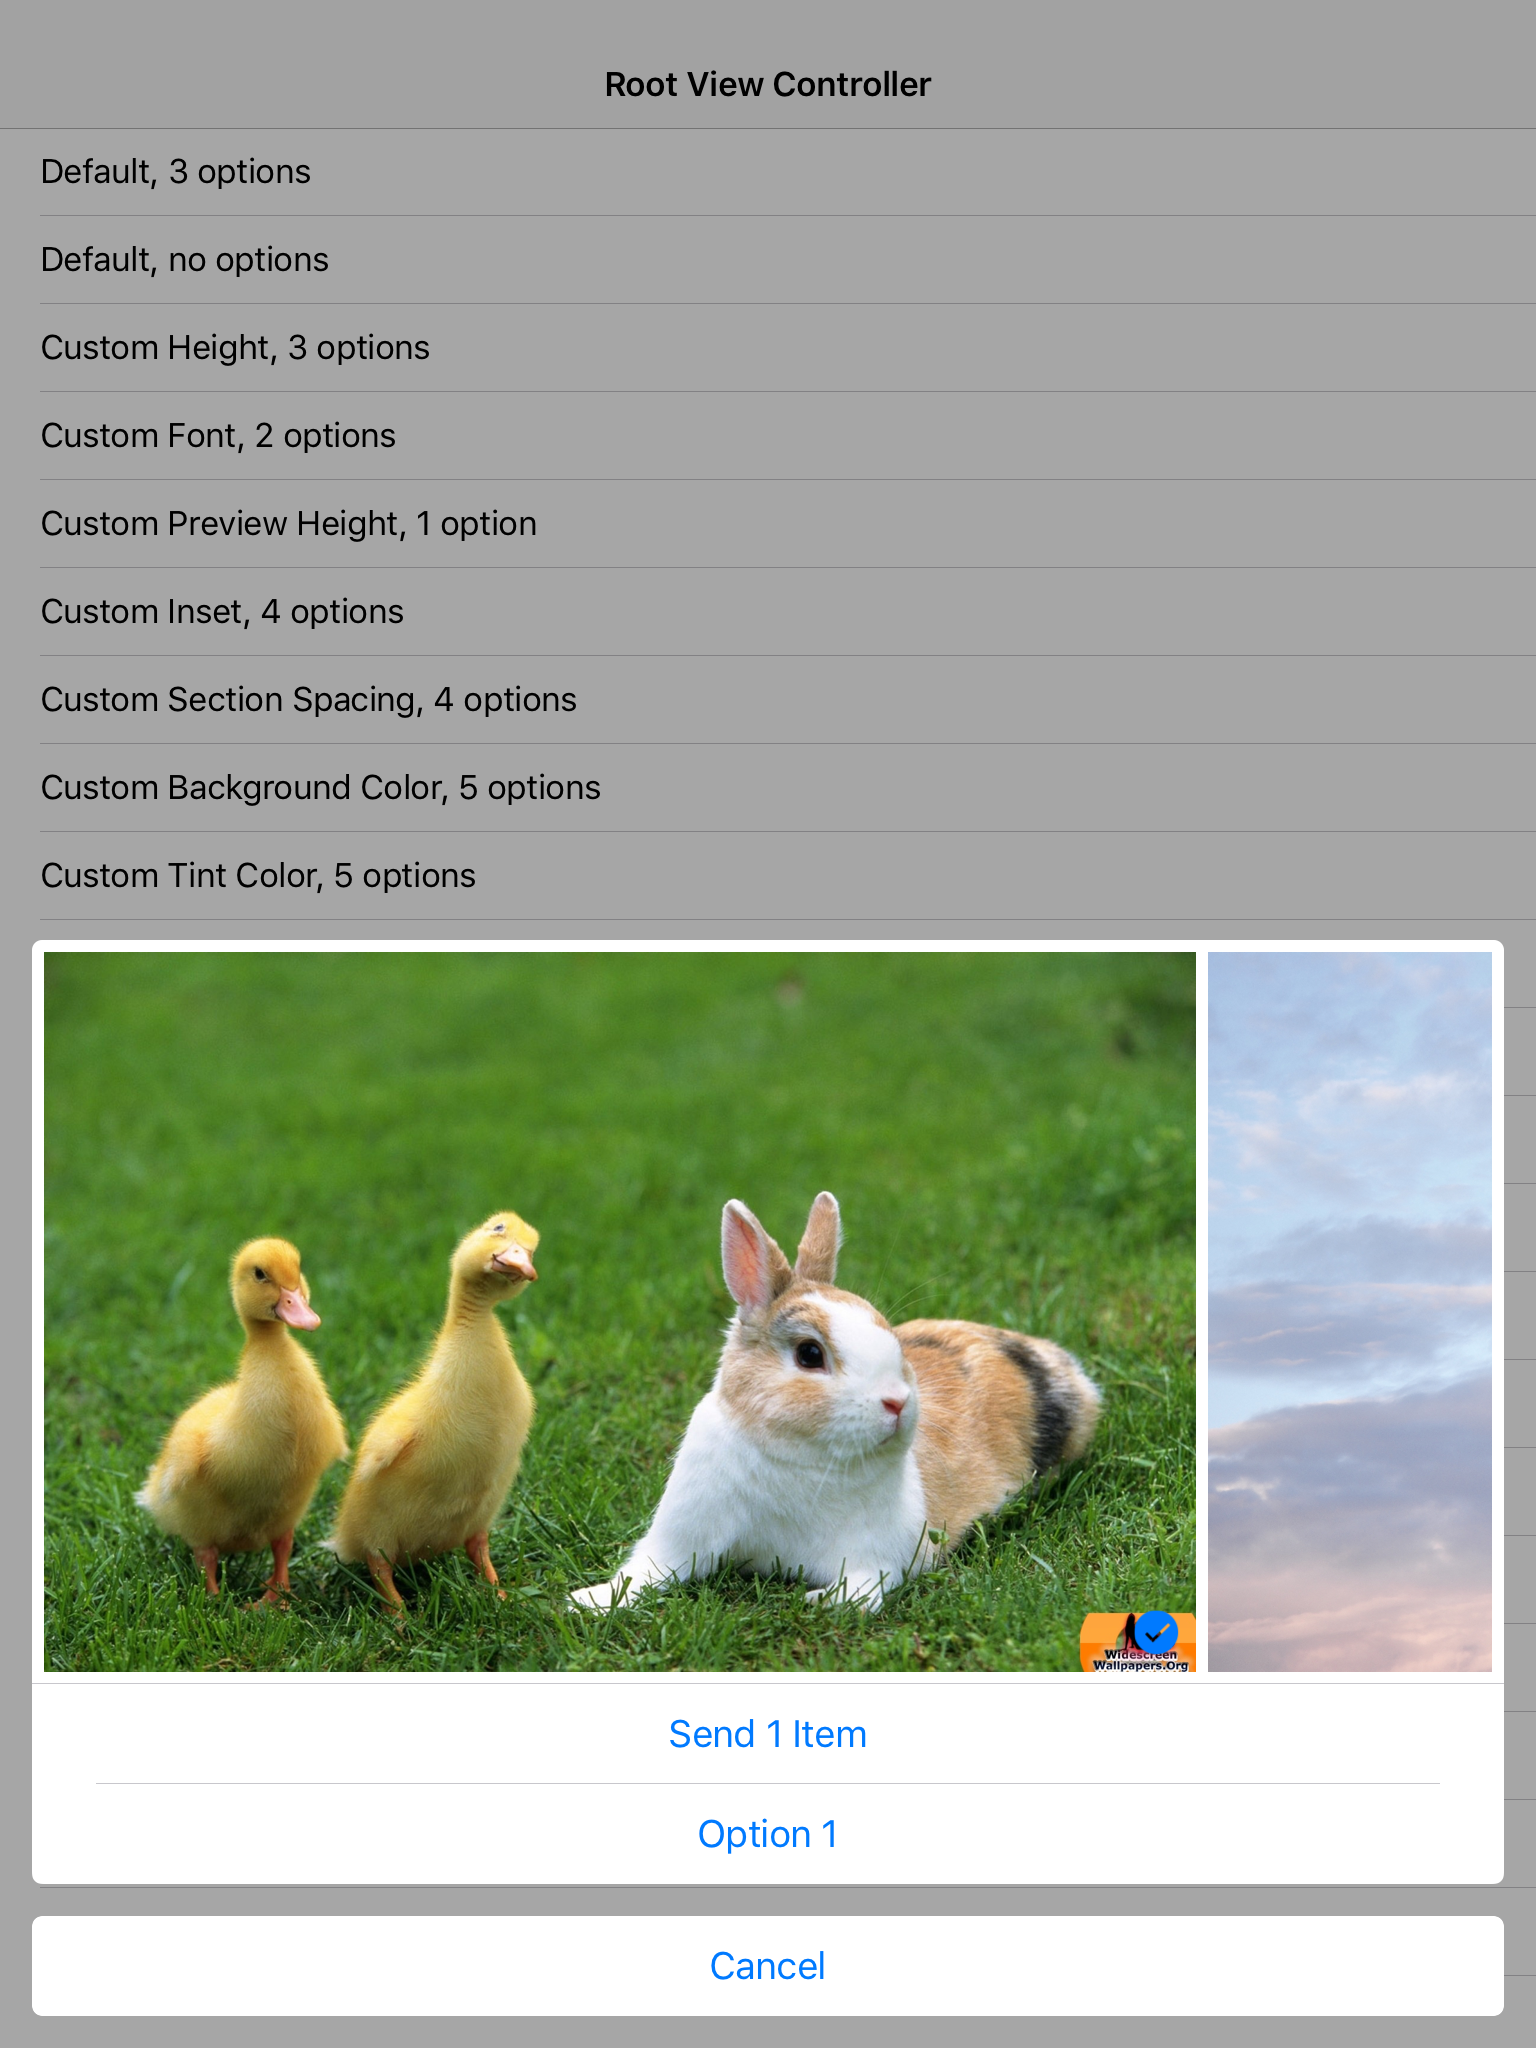 Root View Controller
Default, 3 options
Default, no options
Custom Height, 3 options
Custom Font, 2 options
Custom Preview Height, 1 option
Custom Inset, 4 options
Custom Section Spacing, 4 options
Custom Background Color, 5 options
Custom Tint Color, 5 options
Widescreen
Wallpapers.Org
Send 1 Item
Option 1
Cancel